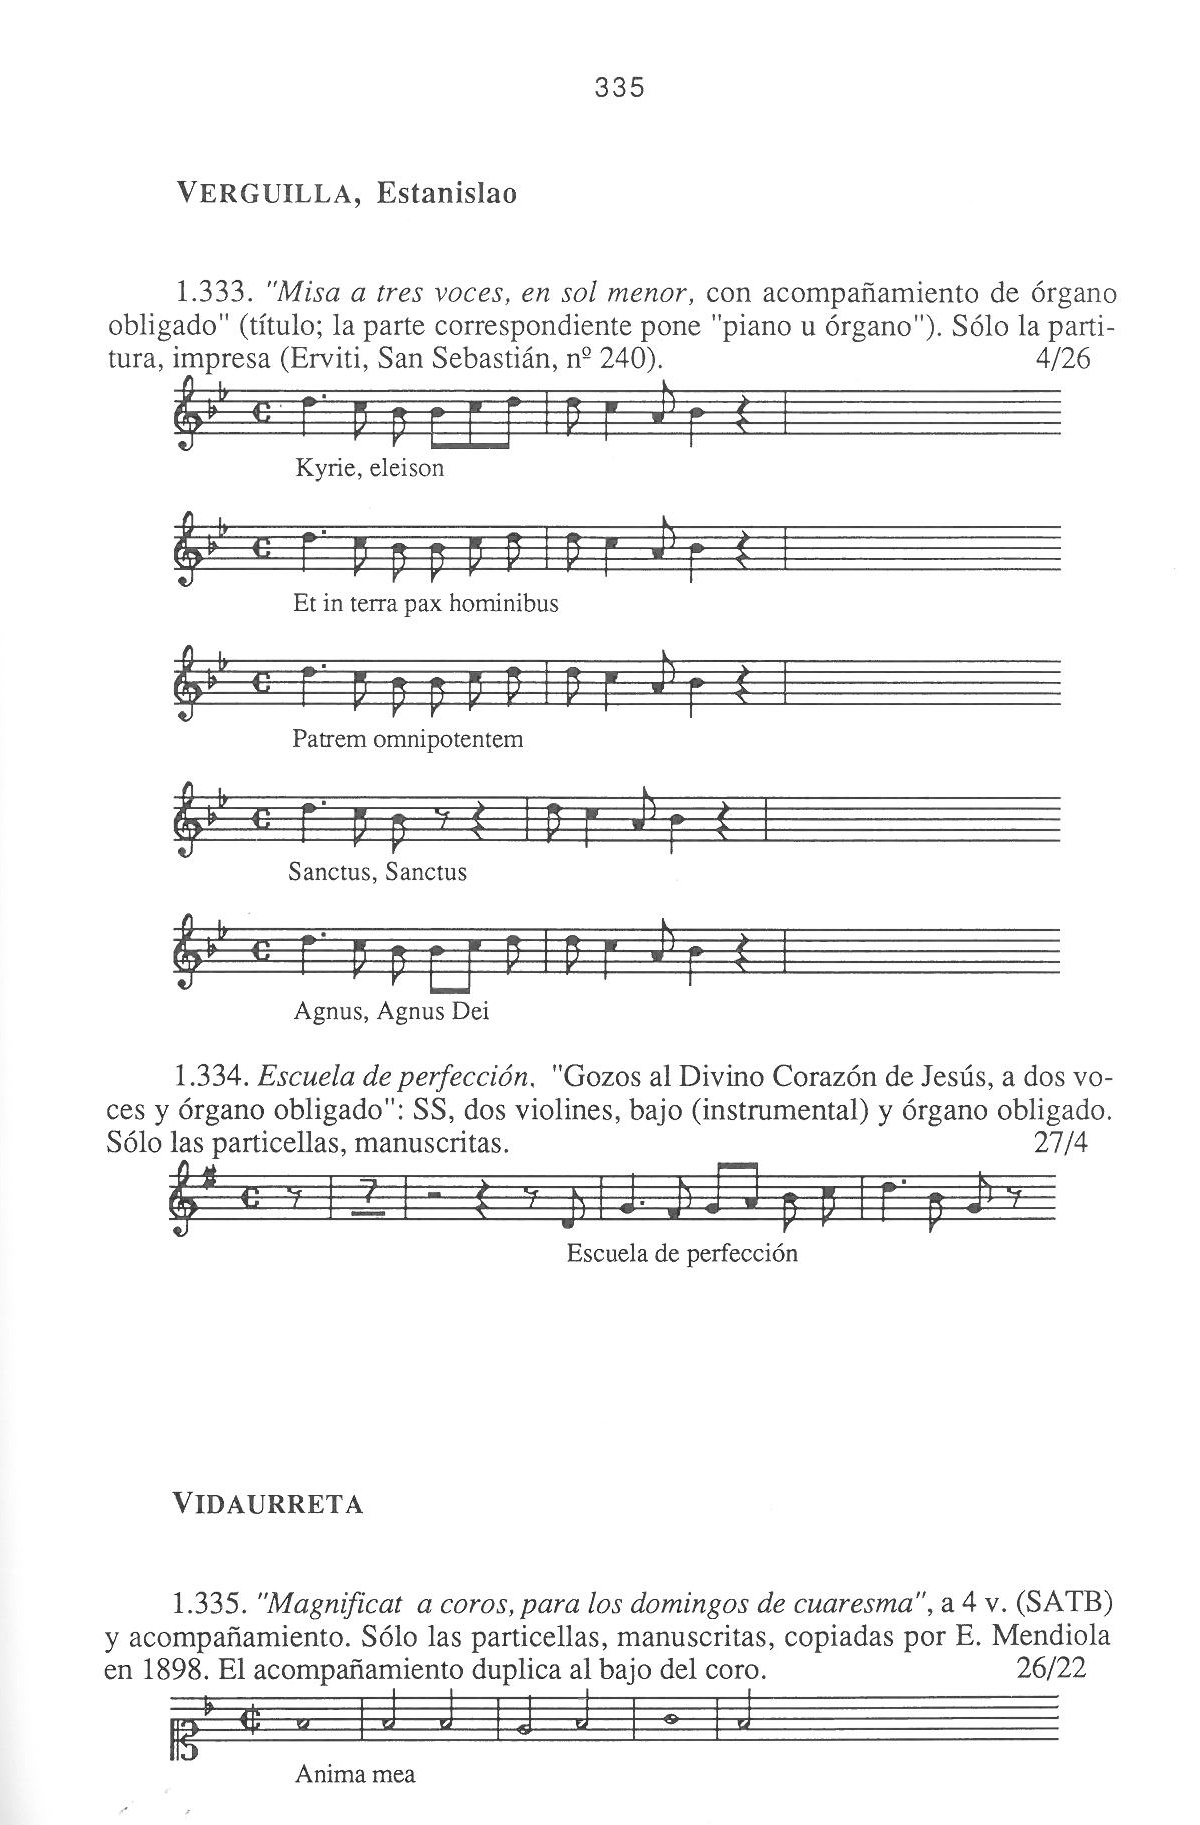 335
VERGUILLA, Estanislao
1.333. "Misa a tres voces, en sol menor, con acompañamiento de órgano
obligado" (título; la parte correspondiente pone "piano u órgano"). Sólo la parti-
tura, impresa (Erviti, San Sebastián, nº 240). 4/26
Kyrie, eleison
Et in terra pax hominibus
Patrem omnipotentem
Sanctus, Sanctus
Agnus, Agnus Dei
1.334. Escuela de perfección. "Gozos al Divino Corazón de Jesús, a dos vo-
ces y órgano obligado": SS, dos violines, bajo (instrumental) y órgano obligado.
Sólo las particellas, manuscritas. 27/4
7
Escuela de perfección
VIDAURRETA
1.335. "Magnificat a coros, para los domingos de cuaresma", a 4 v. (SATB)
y acompañamiento. Sólo las particellas, manuscritas, copiadas por E. Mendiola
en 1898. El acompañamiento duplica al bajo del coro. 26/22
Anima mea